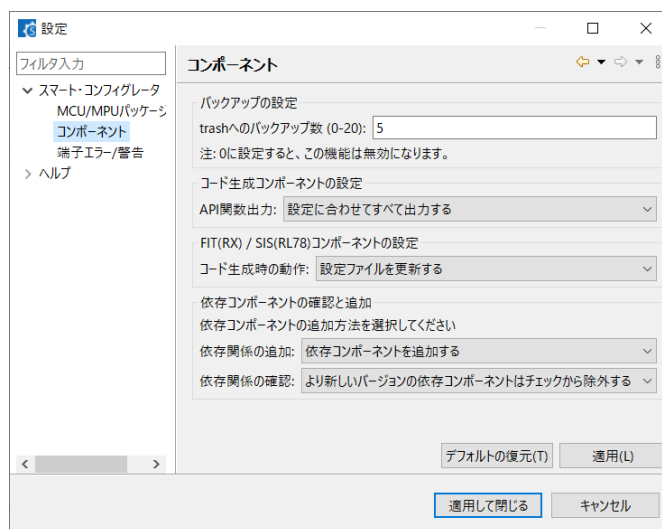 設定
フィルタ入力
スマート・コンフィグレータ
MCU/MPUパッケージ
コンポーネント
端子エラー/警告
ヘルプ
コンポーネント
バックアップの設定
trashへのバックアップ数 (0-20): 5
注: 0に設定すると、この機能は無効になります。
コード生成コンポーネントの設定
API関数出力: 設定に合わせてすべて出力する
FIT(RX) / SIS(RL78)コンポーネントの設定
コード生成時の動作: 設定ファイルを更新する
依存コンポーネントの確認と追加
依存コンポーネントの追加方法を選択してください
依存関係の追加: 依存コンポーネントを追加する
依存関係の確認: より新しいバージョンの依存コンポーネントはチェックから除外する
デフォルトの復元(T) 適用(L)
適用して閉じる キャンセル